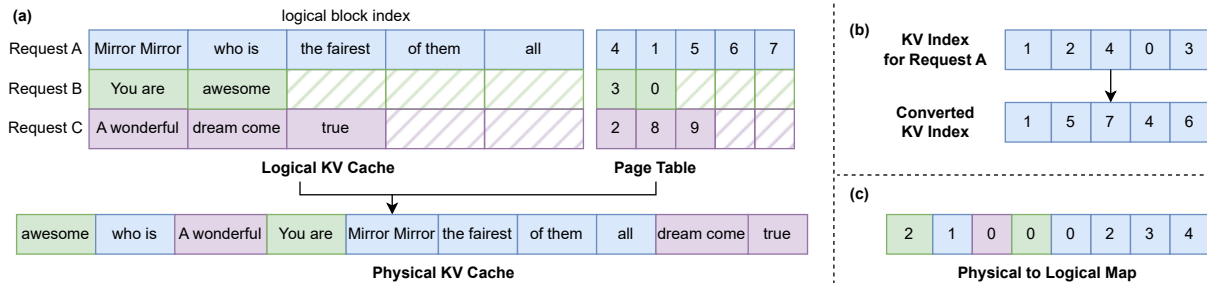 (a)
logical block index
Request A Mirror Mirror who is the fairest of them all 4 1 5 6 7
Request B You are awesome 3 0
Request C A wonderful dream come true 2 8 9
Logical KV Cache Page Table
awesome who is A wonderful You are Mirror Mirror the fairest of them all dream come true
Physical KV Cache
(b)
KV Index for Request A 1 2 4 0 3
Converted KV Index 1 5 7 4 6
(c)
2 1 0 0 0 2 3 4
Physical to Logical Map